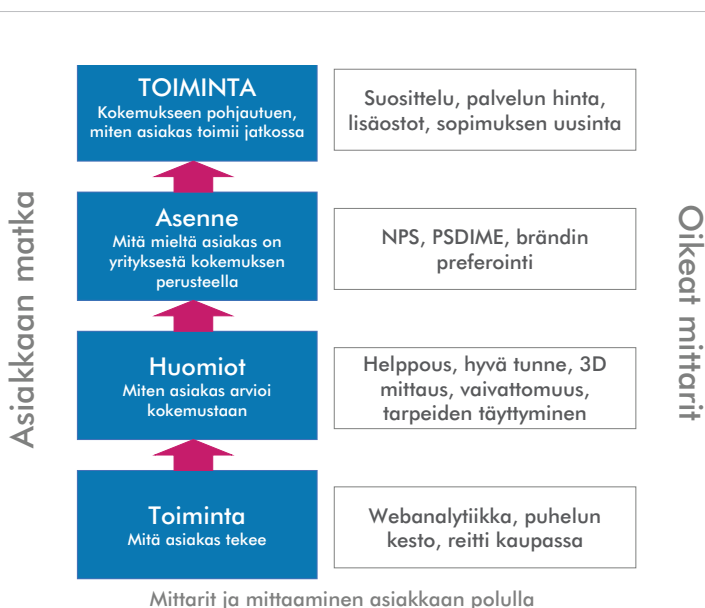 TOIMINTA
Kokemukseen pohjautuen,
miten asiakas toimii jatkossa
Suosittelu, palvelun hinta,
lisäostot, sopimuksen uusinta
Asiakkaan matka
Oikeat mittarit
Asenne
Mitä mieltä asiakas on
yrityksestä kokemuksen
perusteella
NPS, PSDIME, brändin
preferointi
Huomiot
Miten asiakas arvioi
kokemustaan
Helppous, hyvä tunne, 3D
mittaus, vaivattomuus,
tarpeiden täyttyminen
Toiminta
Mitä asiakas tekee
Webanalytiikka, puhelun
kesto, reitti kaupassa
Mittarit ja mittaaminen asiakkaan polulla